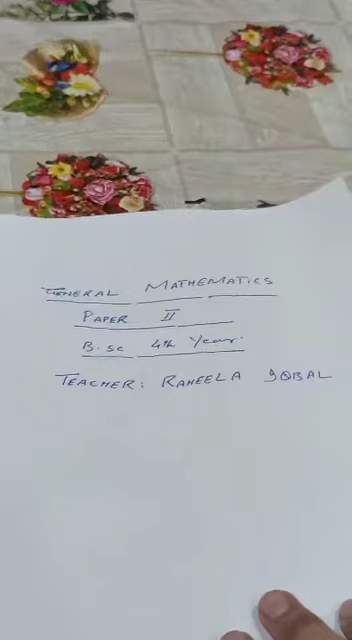 GENERAL MATHEMATICS
PAPER II
B.sc 4th Year.
TEACHER: RAHEELA IQBAL